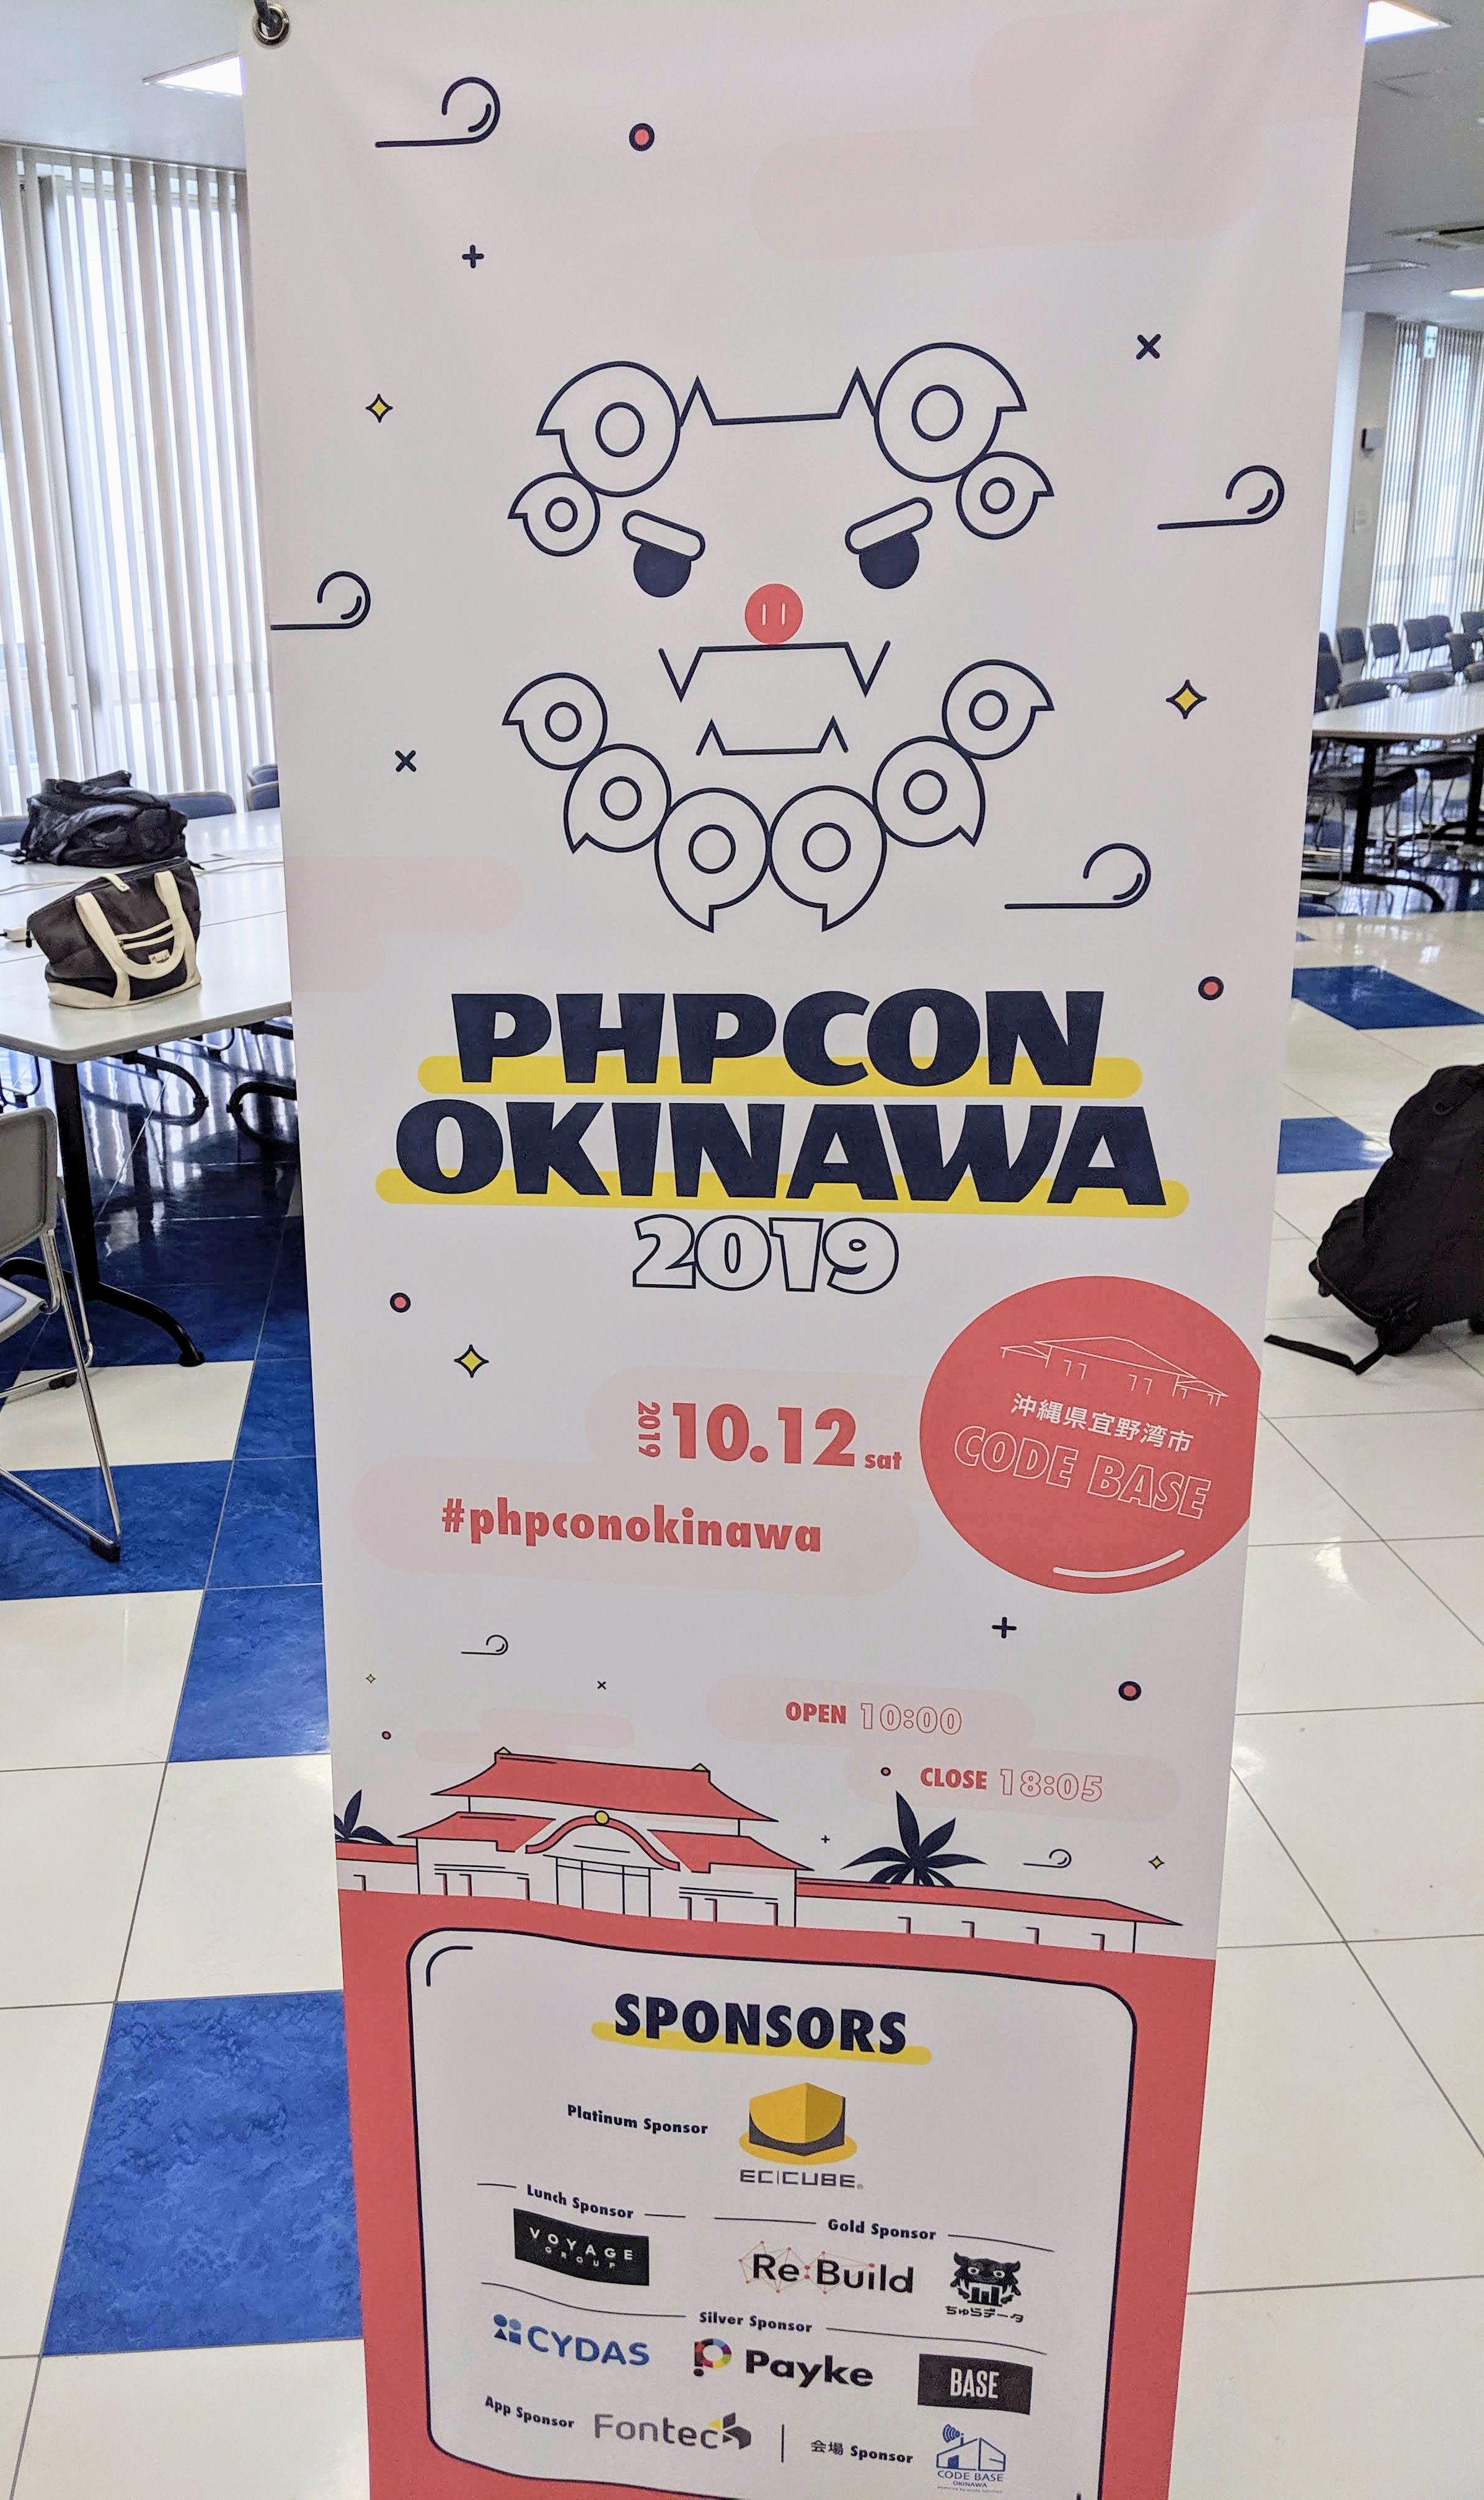 PHPCON
OKINAWA
2019
2019 10.12 sat
沖縄県宜野湾市
CODE BASE
#phpconokinawa
OPEN 10:00
CLOSE 18:05
SPONSORS
Platinum Sponsor
EC|CUBE®
Lunch Sponsor
VOYAGE
GROUP
Gold Sponsor
Re:Build
ちゅらデータ
Silver Sponsor
CYDAS
Payke
BASE
App Sponsor
Fontec
会場 Sponsor
CODE BASE
OKINAWA